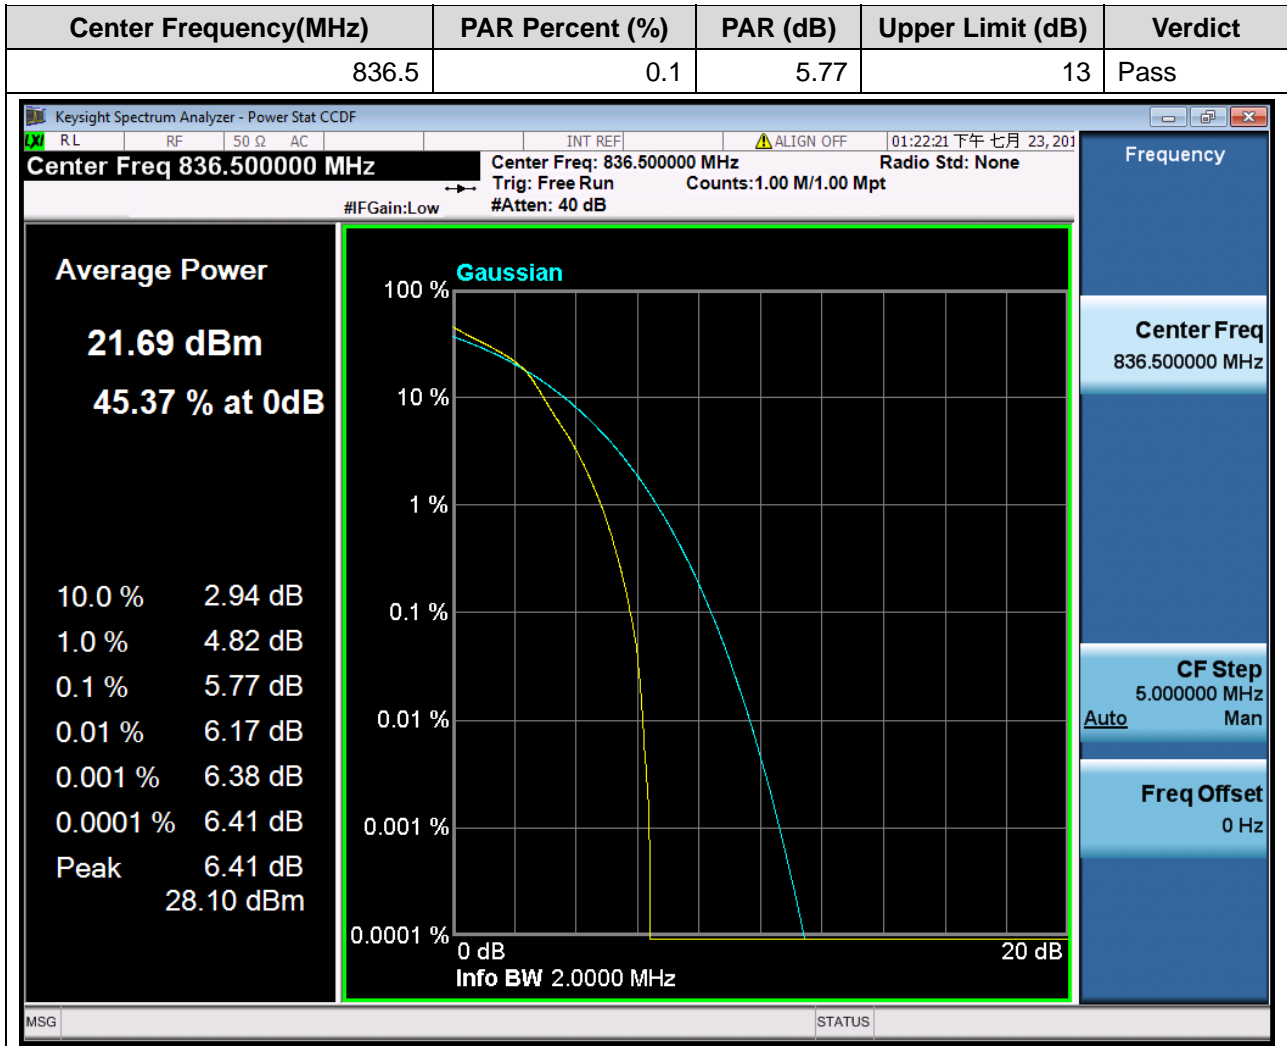 Center Frequency(MHz) PAR Percent (%) PAR (dB) Upper Limit (dB) Verdict
836.5 0.1 5.77 13 Pass
Keysight Spectrum Analyzer - Power Stat CCDF
LXI RL RF 50 Ω AC INT REF ALIGN OFF 01:22:21 下午 七月 23, 201
Center Freq 836.500000 MHz
Center Freq: 836.500000 MHz Radio Std: None
Trig: Free Run Counts:1.00 M/1.00 Mpt
#IFGain:Low #Atten: 40 dB
Average Power
21.69 dBm
45.37 % at 0dB
10.0 % 2.94 dB
1.0 % 4.82 dB
0.1 % 5.77 dB
0.01 % 6.17 dB
0.001 % 6.38 dB
0.0001 % 6.41 dB
Peak 6.41 dB
28.10 dBm
Gaussian
100 %
10 %
1 %
0.1 %
0.01 %
0.001 %
0.0001 %
0 dB 20 dB
Info BW 2.0000 MHz
Frequency
Center Freq
836.500000 MHz
CF Step
5.000000 MHz
Auto Man
Freq Offset
0 Hz
MSG STATUS